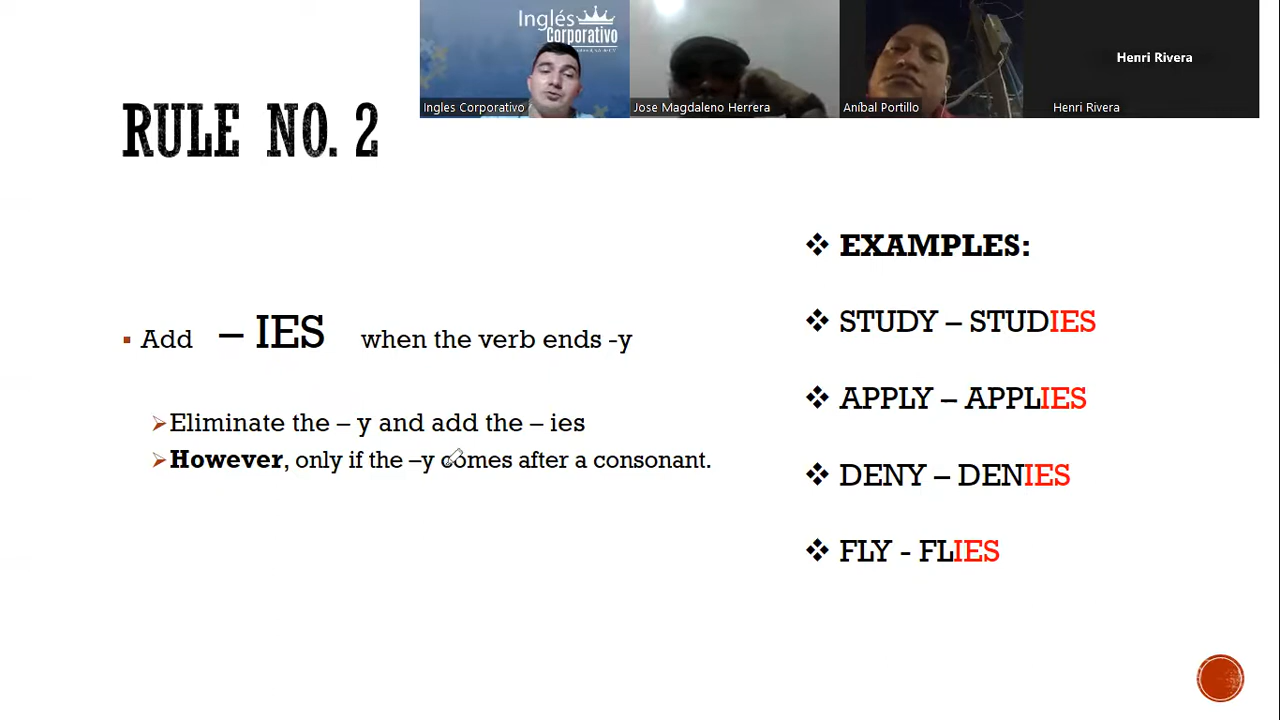 Inglés
Corporativo
Ingles Corporativo
Jose Magdaleno Herrera
Aníbal Portillo
Henri Rivera
Henri Rivera
RULE NO. 2
Add – IES when the verb ends -y
Eliminate the – y and add the – ies
However, only if the –y comes after a consonant.
EXAMPLES:
STUDY – STUDIES
APPLY – APPLIES
DENY – DENIES
FLY - FLIES